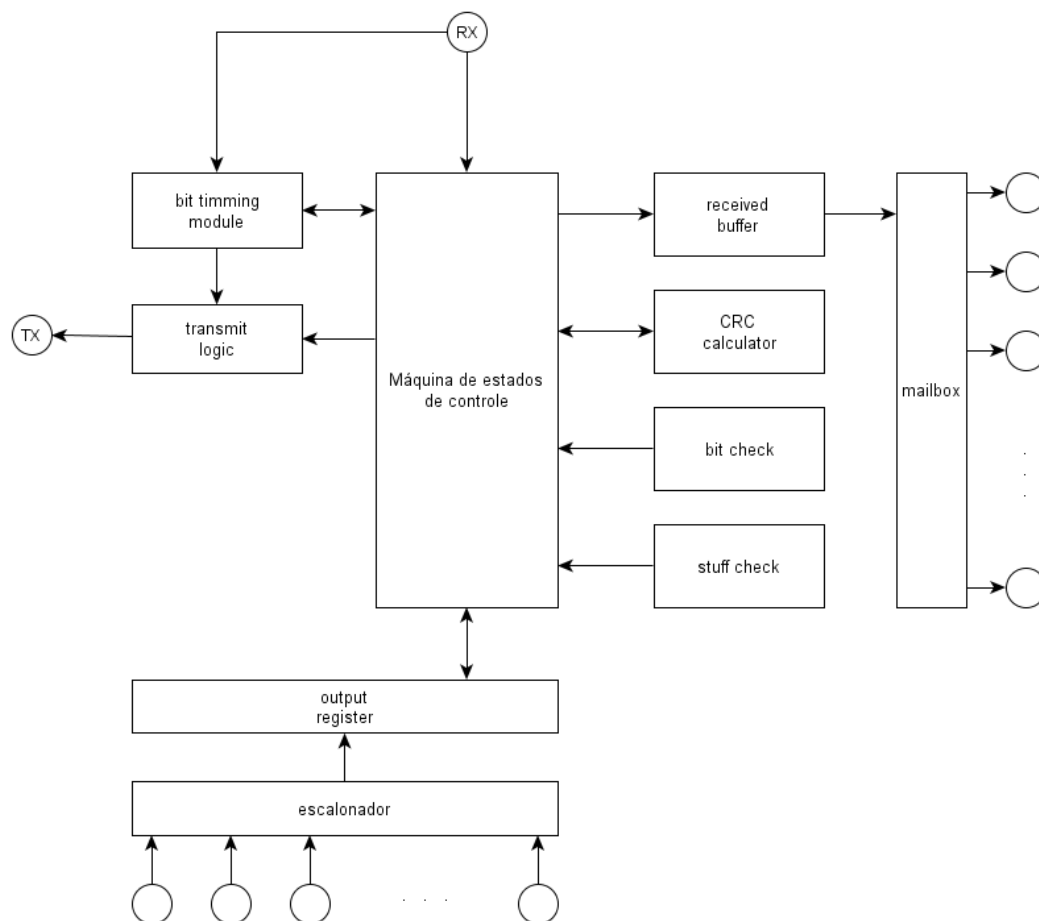 RX
bit timming
module
received
buffer
TX
transmit
logic
CRC
calculator
Máquina de estados
de controle
mailbox
bit check
.
.
.
stuff check
output
register
escalonador
. . .